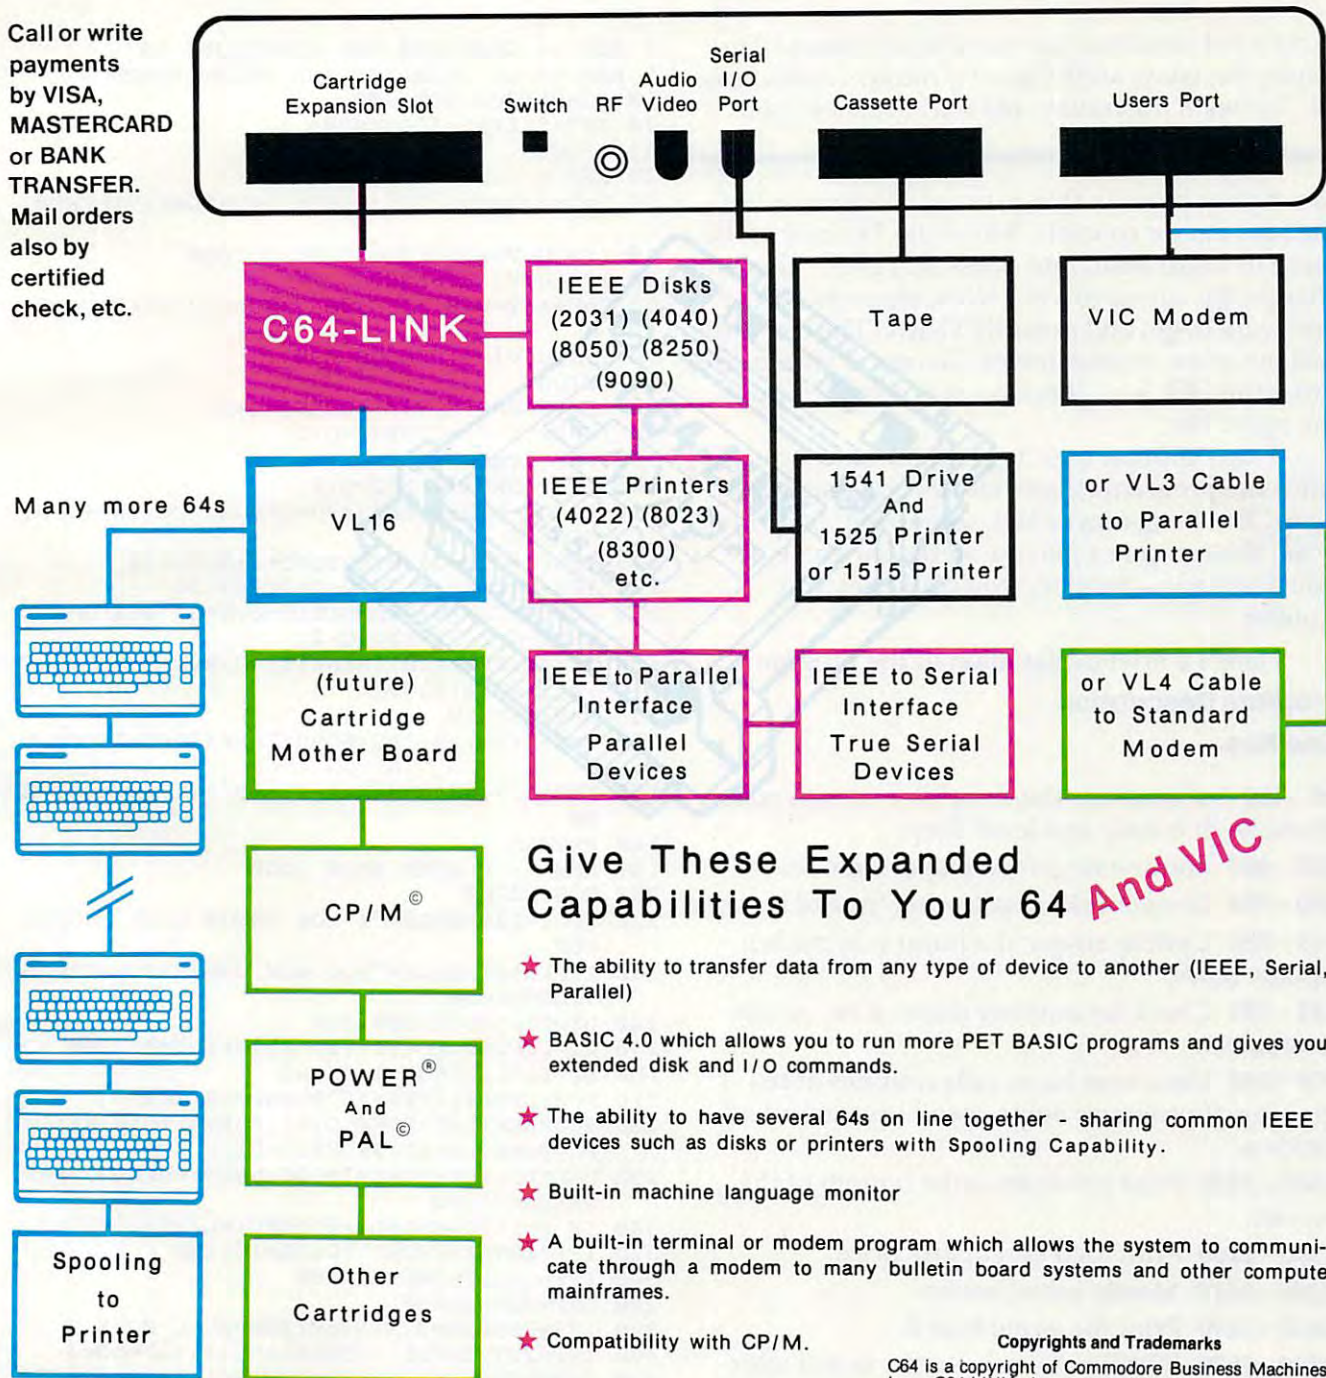 Call or write
payments
by VISA,
MASTERCARD
or BANK
TRANSFER.
Mail orders
also by
certified
check, etc.
Cartridge
Expansion Slot
Switch
RF
Audio
Video
Serial
I/O
Port
Cassette Port
Users Port
C64-LINK
IEEE Disks
(2031) (4040)
(8050) (8250)
(9090)
Tape
VIC Modem
Many more 64s
VL16
IEEE Printers
(4022) (8023)
(8300)
etc.
1541 Drive
And
1525 Printer
or 1515 Printer
or VL3 Cable
to Parallel
Printer
(future)
Cartridge
Mother Board
IEEE to Parallel
Interface
Parallel
Devices
IEEE to Serial
Interface
True Serial
Devices
or VL4 Cable
to Standard
Modem
CP/M©
POWER®
And
PAL©
Other
Cartridges
Spooling
to
Printer
Give These Expanded
Capabilities To Your 64 And VIC
★ The ability to transfer data from any type of device to another (IEEE, Serial,
Parallel)
★ BASIC 4.0 which allows you to run more PET BASIC programs and gives you
extended disk and I/O commands.
★ The ability to have several 64s on line together - sharing common IEEE
devices such as disks or printers with Spooling Capability.
★ Built-in machine language monitor
★ A built-in terminal or modem program which allows the system to communi-
cate through a modem to many bulletin board systems and other compute
mainframes.
★ Compatibility with CP/M.
Copyrights and Trademarks
C64 is a copyright of Commodore Business Machines